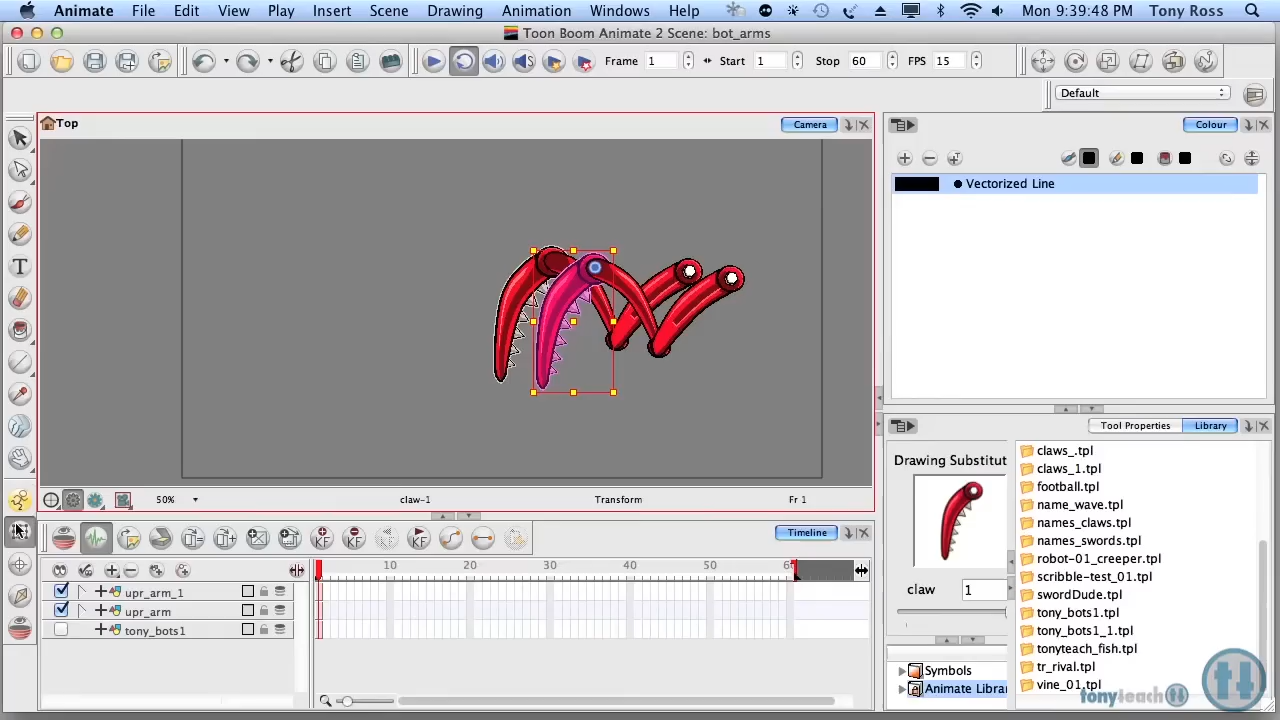 Animate File Edit View Play Insert Scene Drawing Animation Windows Help Mon 9:39:48 PM Tony Ross
Toon Boom Animate 2 Scene: bot_arms
Frame 1 Start 1 Stop 60 FPS 15
Default
Top Camera
Colour
Vectorized Line
50% claw-1 Transform Fr 1
Tool Properties Library
Drawing Substitut
claw 1
claws_.tpl
claws_1.tpl
football.tpl
name_wave.tpl
names_claws.tpl
names_swords.tpl
robot-01_creeper.tpl
scribble-test_01.tpl
swordDude.tpl
tony_bots1.tpl
tony_bots1_1.tpl
tonyteach_fish.tpl
tr_rival.tpl
vine_01.tpl
Symbols
Animate Librar
Timeline
10 20 30 40 50 6
upr_arm_1
upr_arm
tony_bots1
tonyteach